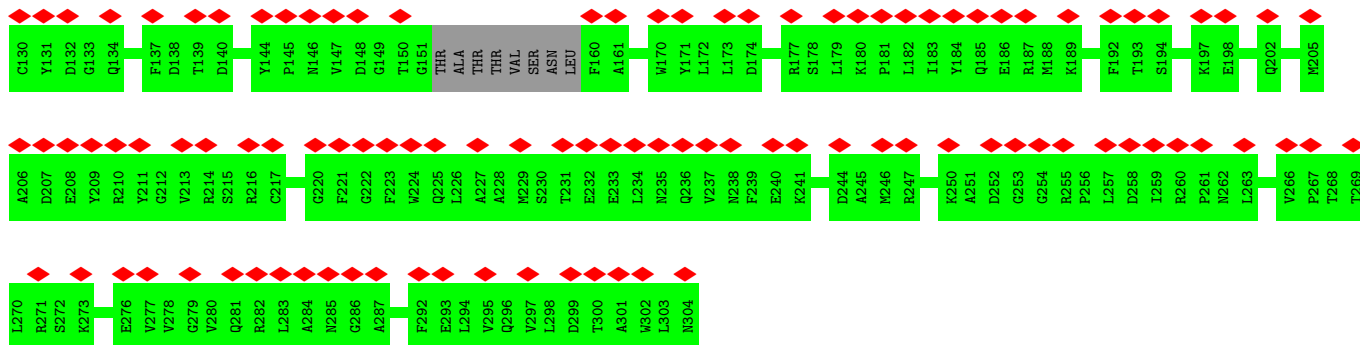 C130 Y131 D132 G133 Q134 F137 D138 T139 D140 Y144 P145 N146 V147 D148 G149 T150 G151 THR ALA THR THR VAL SER ASN LEU F160 A161 W170 Y171 L172 L173 D174 R177 S178 L179 K180 P181 L182 I183 Y184 Q185 E186 R187 M188 K189 F192 T193 S194 K197 E198 Q202 M205
A206 D207 E208 Y209 R210 Y211 G212 V213 R214 S215 R216 C217 G220 F221 G222 F223 W224 Q225 L226 A227 A228 M229 S230 T231 E232 E233 L234 N235 Q236 V237 N238 F239 E240 K241 D244 A245 M246 R247 K250 A251 D252 G253 G254 R255 P256 L257 D258 I259 R260 P261 N262 L263 V266 P267 T268 T269
L270 R271 S272 K273 E276 V277 V278 G279 V280 Q281 R282 L283 A284 N285 G286 A287 F292 E293 L294 V295 Q296 V297 L298 D299 T300 A301 W302 L303 N304